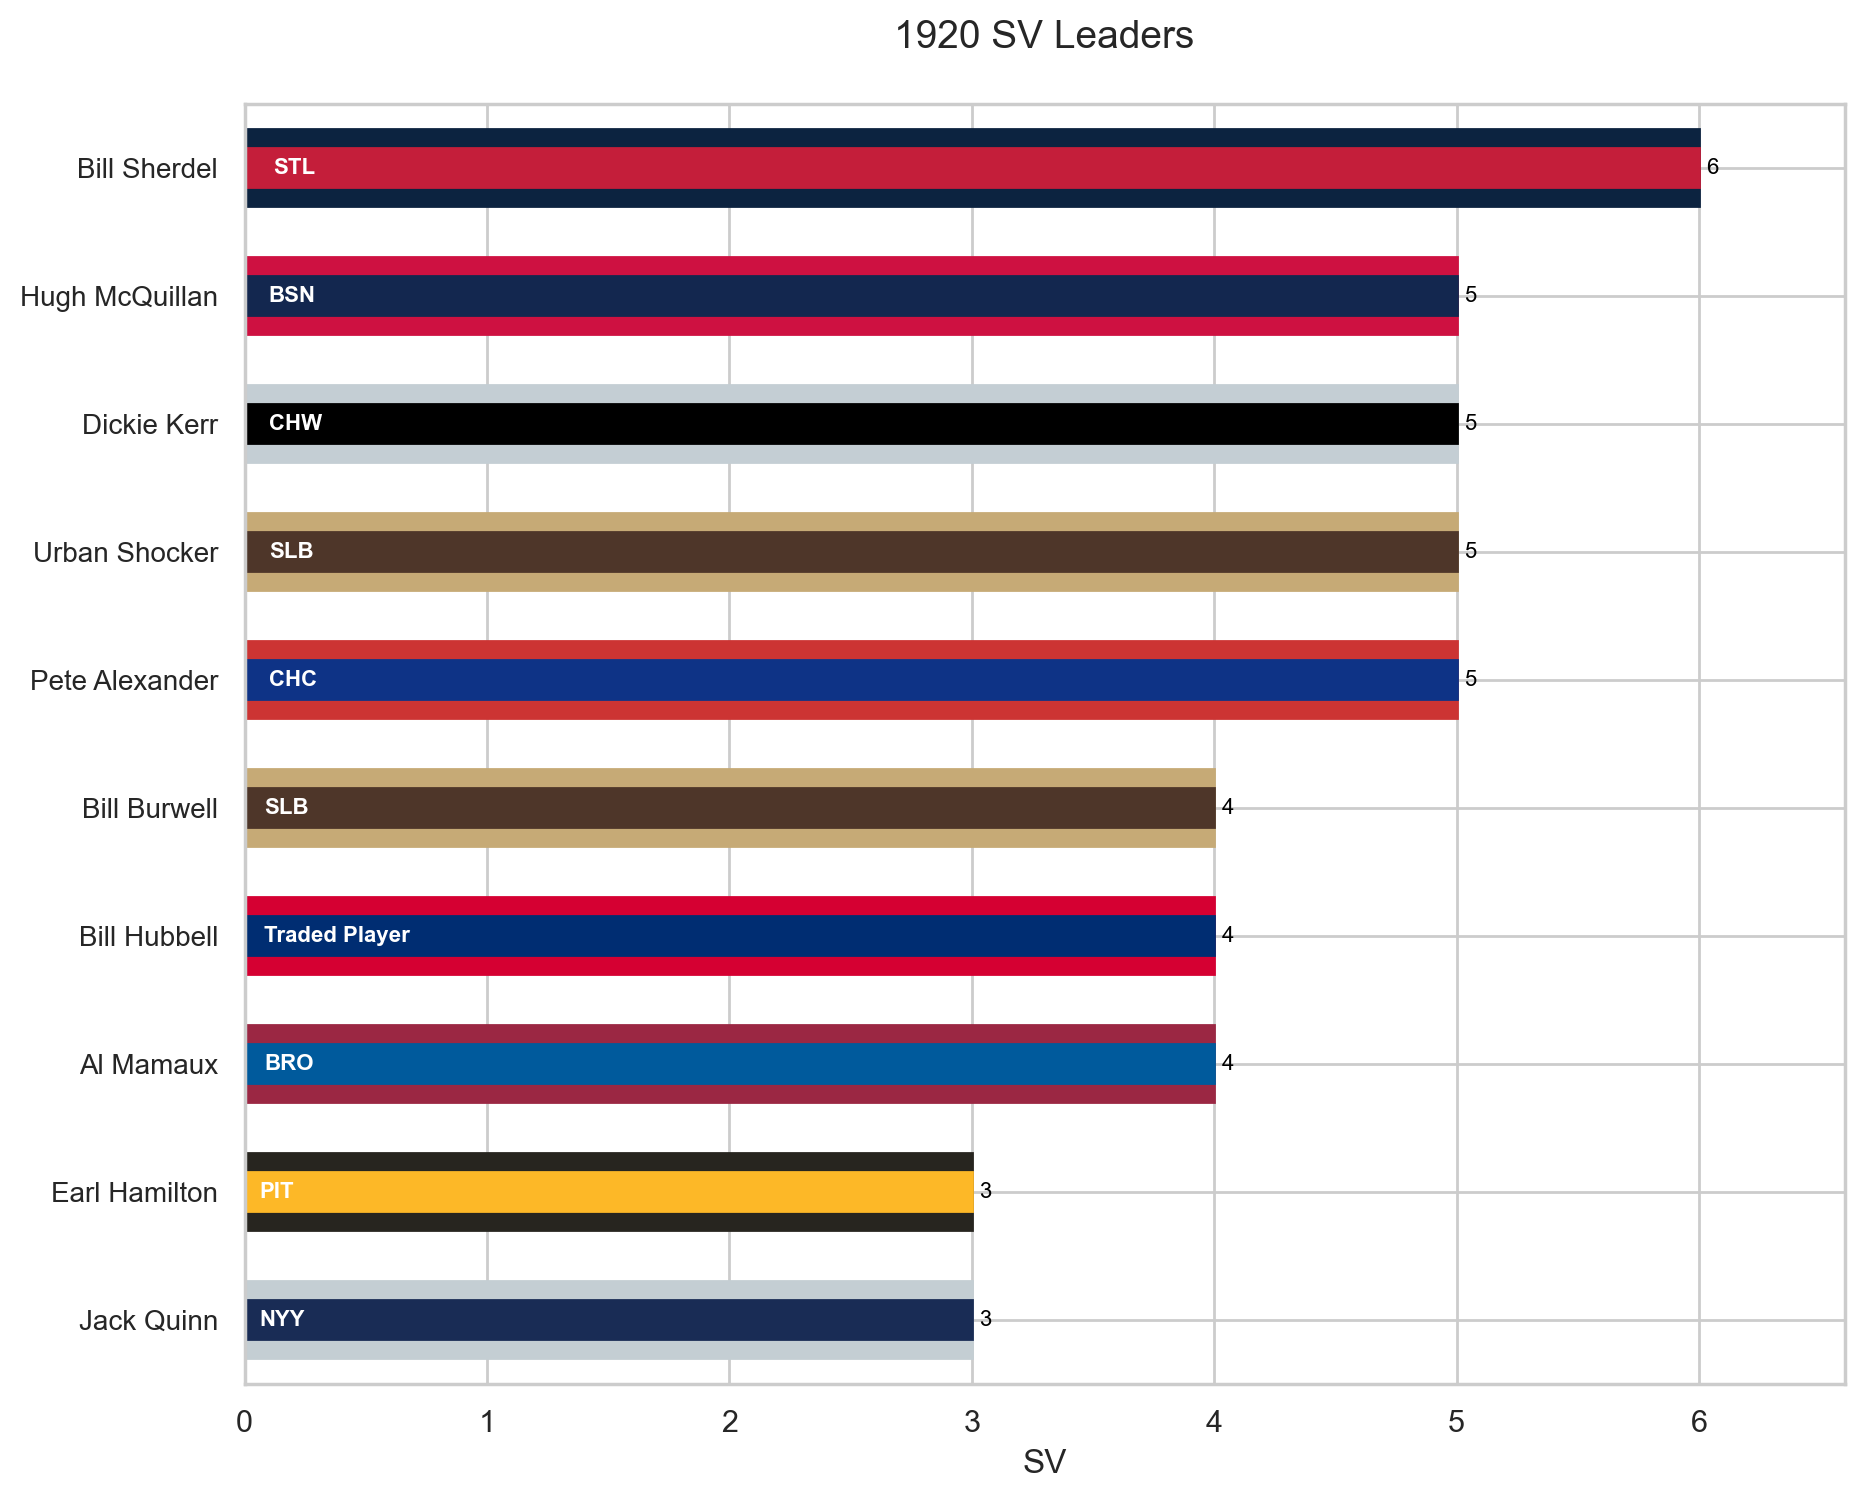 1920 SV Leaders
Bill Sherdel STL 6
Hugh McQuillan BSN 5
Dickie Kerr CHW 5
Urban Shocker SLB 5
Pete Alexander CHC 5
Bill Burwell SLB 4
Bill Hubbell Traded Player 4
Al Mamaux BRO 4
Earl Hamilton PIT 3
Jack Quinn NYY 3
0 1 2 3 4 5 6
SV